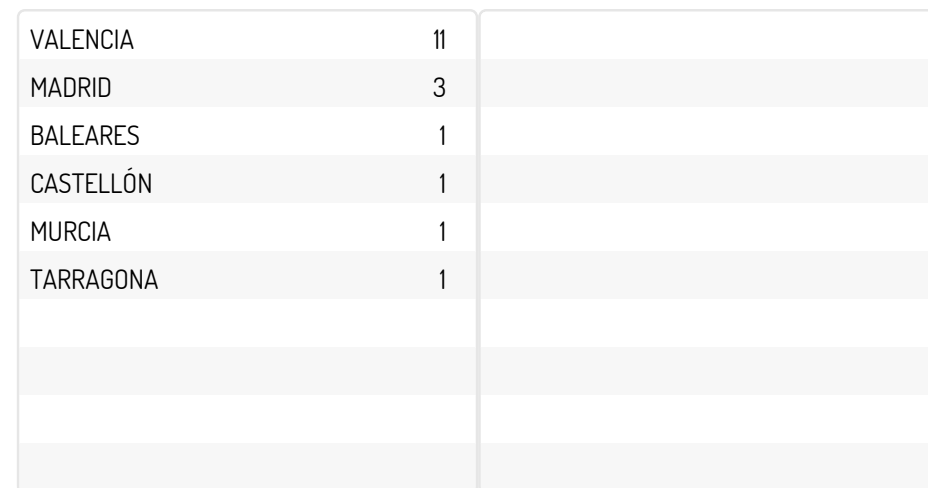 VALENCIA 11
MADRID 3
BALEARES 1
CASTELLÓN 1
MURCIA 1
TARRAGONA 1